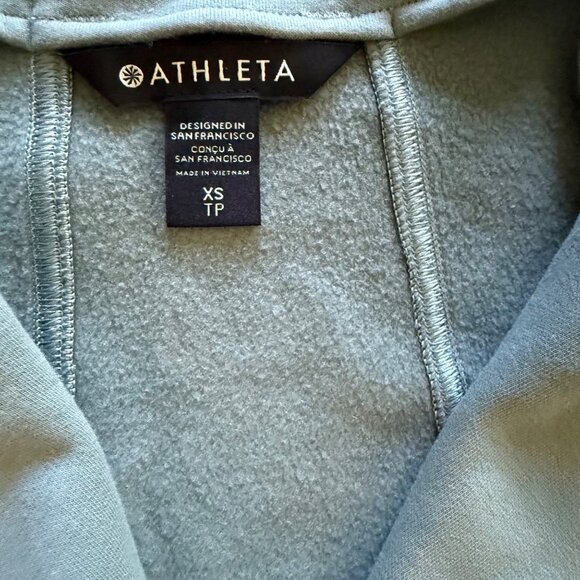 ATHLETA
DESIGNED IN
SAN FRANCISCO
CONÇU À
SAN FRANCISCO
MADE IN VIETNAM
XS
TP